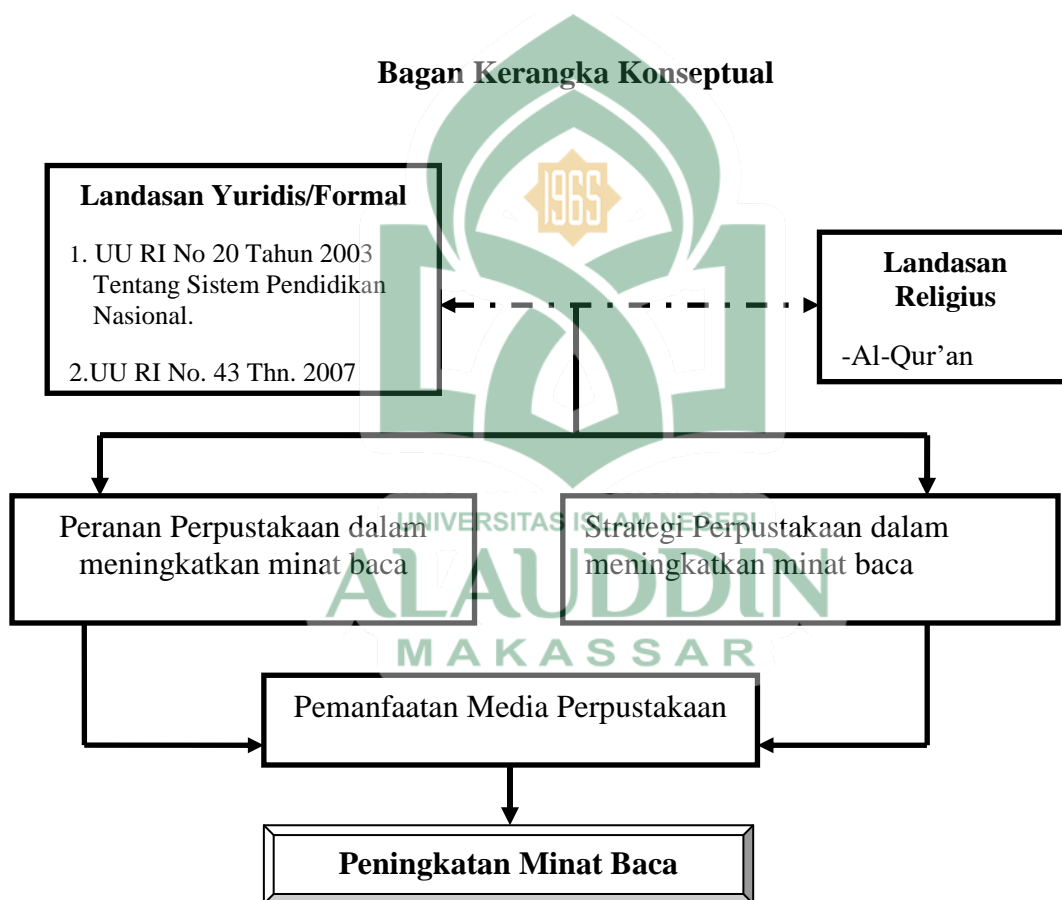 Bagan Kerangka Konseptual
1965
Landasan Yuridis/Formal
1. UU RI No 20 Tahun 2003
Tentang Sistem Pendidikan
Nasional.
2.UU RI No. 43 Thn. 2007
Landasan
Religius
-Al-Qur’an
Peranan Perpustakaan dalam
meningkatkan minat baca
Strategi Perpustakaan dalam
meningkatkan minat baca
UNIVERSITAS ISLAM NEGERI
ALAUDDIN
MAKASSAR
Pemanfaatan Media Perpustakaan
Peningkatan Minat Baca